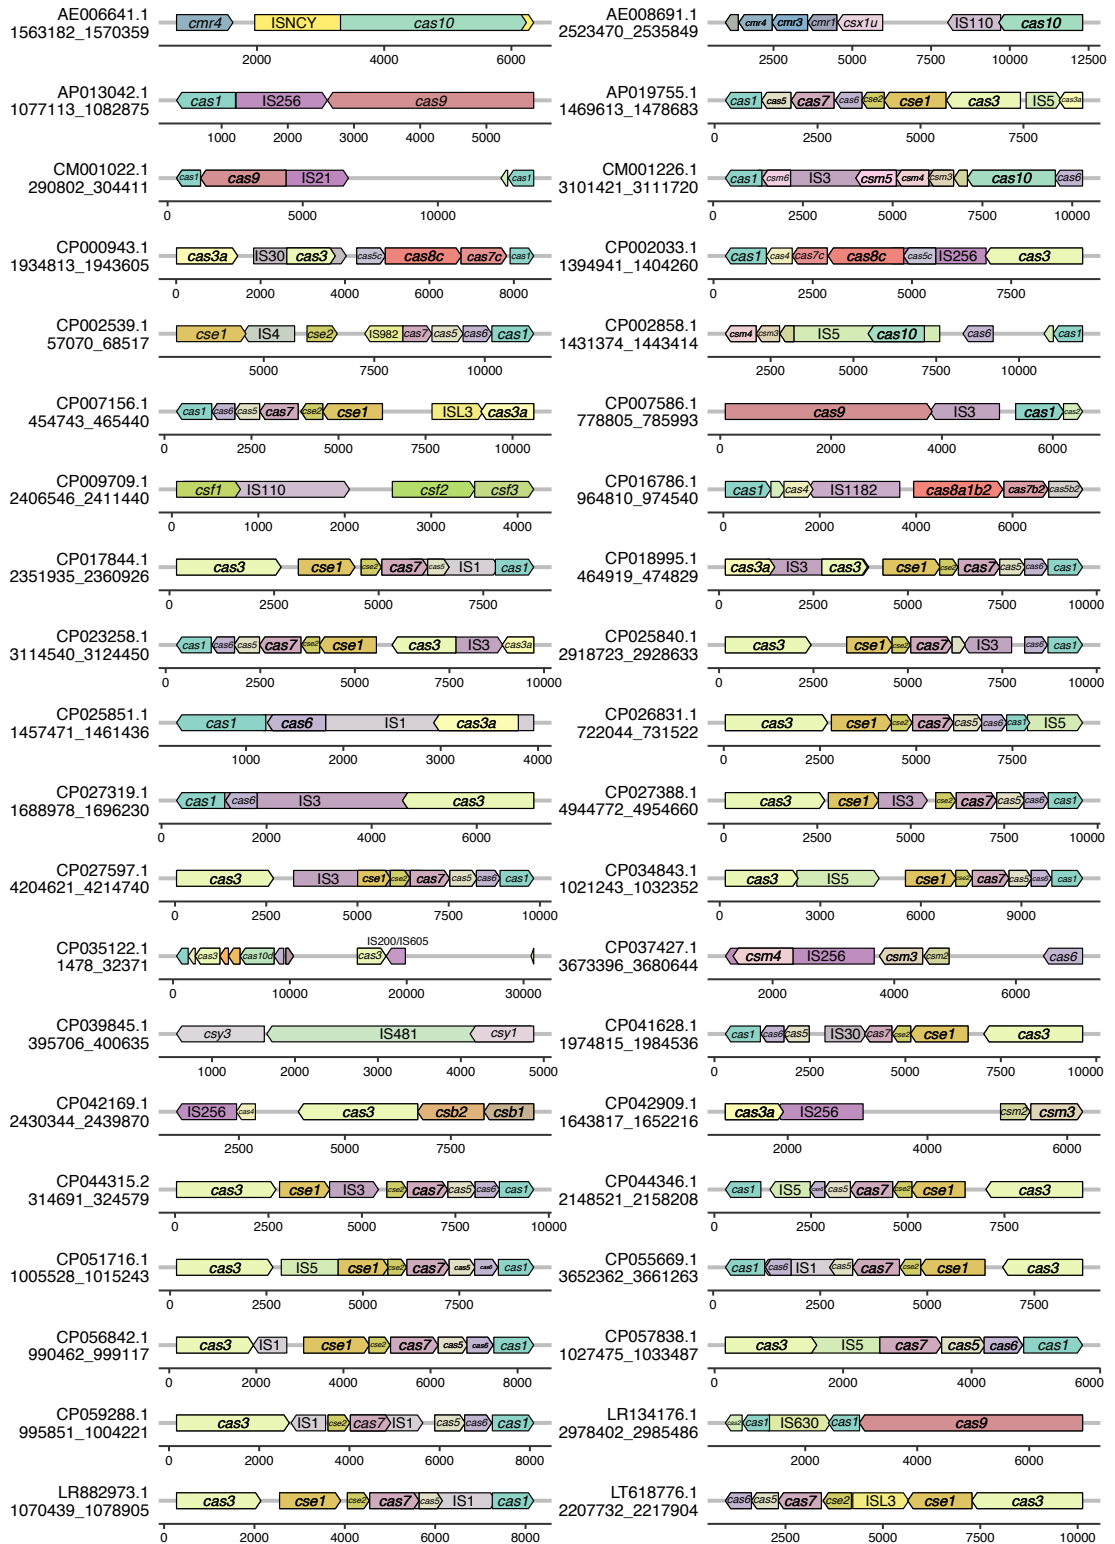 AE006641.1
1563182_1570359
cmr4 ISNCY cas10
2000 4000 6000
AE008691.1
2523470_2535849
cmr4 cmr3 cmr1 csx1u IS110 cas10
2500 5000 7500 10000 12500
AP013042.1
1077113_1082875
cas1 IS256 cas9
1000 2000 3000 4000 5000
AP019755.1
1469613_1478683
cas1 cas5 cas7 cas6 cse2 cse1 cas3 IS5 cas3a
0 2500 5000 7500
CM001022.1
290802_304411
cas1 cas9 IS21 cas1
0 5000 10000
CM001226.1
3101421_3111720
cas1 csm6 IS3 csm5 csm4 csm3 cas10 cas6
2500 5000 7500 10000
CP000943.1
1934813_1943605
cas3a IS30 cas3 cas5c cas8c cas7c cas1
0 2000 4000 6000 8000
CP002033.1
1394941_1404260
cas1 cas4 cas7c cas8c cas5c IS256 cas3
0 2500 5000 7500
CP002539.1
57070_68517
cse1 IS4 cse2 IS982 cas7 cas5 cas6 cas1
5000 7500 10000
CP002858.1
1431374_1443414
csm4 csm3 IS5 cas10 cas6 cas1
2500 5000 7500 10000
CP007156.1
454743_465440
cas1 cas6 cas5 cas7 cse2 cse1 ISL3 cas3a
2500 5000 7500 10000
CP007586.1
778805_785993
cas9 IS3 cas1 cas2
0 2000 4000 6000
CP009709.1
2406546_2411440
csf1 IS110 csf2 csf3
0 1000 2000 3000 4000
CP016786.1
964810_974540
cas1 cas4 IS1182 cas8a1b2 cas7b2 cas5b2
0 2000 4000 6000
CP017844.1
2351935_2360926
cas3 cse1 cse2 cas7 cas5 IS1 cas1
0 2500 5000 7500
CP018995.1
464919_474829
cas3a IS3 cas3 cse1 cse2 cas7 cas5 cas6 cas1
0 2500 5000 7500 10000
CP023258.1
3114540_3124450
cas1 cas6 cas5 cas7 cse2 cse1 cas3 IS3 cas3a
0 2500 5000 7500 10000
CP025840.1
2918723_2928633
cas3 cse1 cse2 cas7 IS3 cas6 cas1
0 2500 5000 7500 10000
CP025851.1
1457471_1461436
cas1 cas6 IS1 cas3a
1000 2000 3000 4000
CP026831.1
722044_731522
cas3 cse1 cse2 cas7 cas5 cas6 cas1 IS5
0 2500 5000 7500
CP027319.1
1688978_1696230
cas1 cas6 IS3 cas3
0 2000 4000 6000
CP027388.1
4944772_4954660
cas3 cse1 IS3 cse2 cas7 cas5 cas6 cas1
0 2500 5000 7500 10000
CP027597.1
4204621_4214740
cas3 IS3 cse1 cse2 cas7 cas5 cas6 cas1
0 2500 5000 7500 10000
CP034843.1
1021243_1032352
cas3 IS5 cse1 cse2 cas7 cas5 cas6 cas1
0 3000 6000 9000
CP035122.1
1478_32371
IS200/IS605
cas3 cas10d cas3
0 10000 20000 30000
CP037427.1
3673396_3680644
csm4 IS256 csm3 csm2 cas6
2000 4000 6000
CP039845.1
395706_400635
csy3 IS481 csy1
1000 2000 3000 4000 5000
CP041628.1
1974815_1984536
cas1 cas6 cas5 IS30 cas7 cse2 cse1 cas3
0 2500 5000 7500 10000
CP042169.1
2430344_2439870
IS256 cas4 cas3 csb2 csb1
2500 5000 7500
CP042909.1
1643817_1652216
cas3a IS256 csm2 csm3
2000 4000 6000
CP044315.2
314691_324579
cas3 cse1 IS3 cse2 cas7 cas5 cas6 cas1
0 2500 5000 7500 10000
CP044346.1
2148521_2158208
cas1 IS5 cas6 cas5 cas7 cse2 cse1 cas3
0 2500 5000 7500
CP051716.1
1005528_1015243
cas3 IS5 cse1 cse2 cas7 cas5 cas6 cas1
0 2500 5000 7500
CP055669.1
3652362_3661263
cas1 cas6 IS1 cas5 cas7 cse2 cse1 cas3
0 2500 5000 7500
CP056842.1
990462_999117
cas3 IS1 cse1 cse2 cas7 cas5 cas6 cas1
0 2000 4000 6000 8000
CP057838.1
1027475_1033487
cas3 IS5 cas7 cas5 cas6 cas1
0 2000 4000 6000
CP059288.1
995851_1004221
cas3 IS1 cse2 cas7 IS1 cas5 cas6 cas1
0 2000 4000 6000 8000
LR134176.1
2978402_2985486
cas2 cas1 IS630 cas1 cas9
2000 4000 6000
LR882973.1
1070439_1078905
cas3 cse1 cse2 cas7 cas5 IS1 cas1
0 2000 4000 6000 8000
LT618776.1
2207732_2217904
cas6 cas5 cas7 cse2 ISL3 cse1 cas3
2500 5000 7500 10000